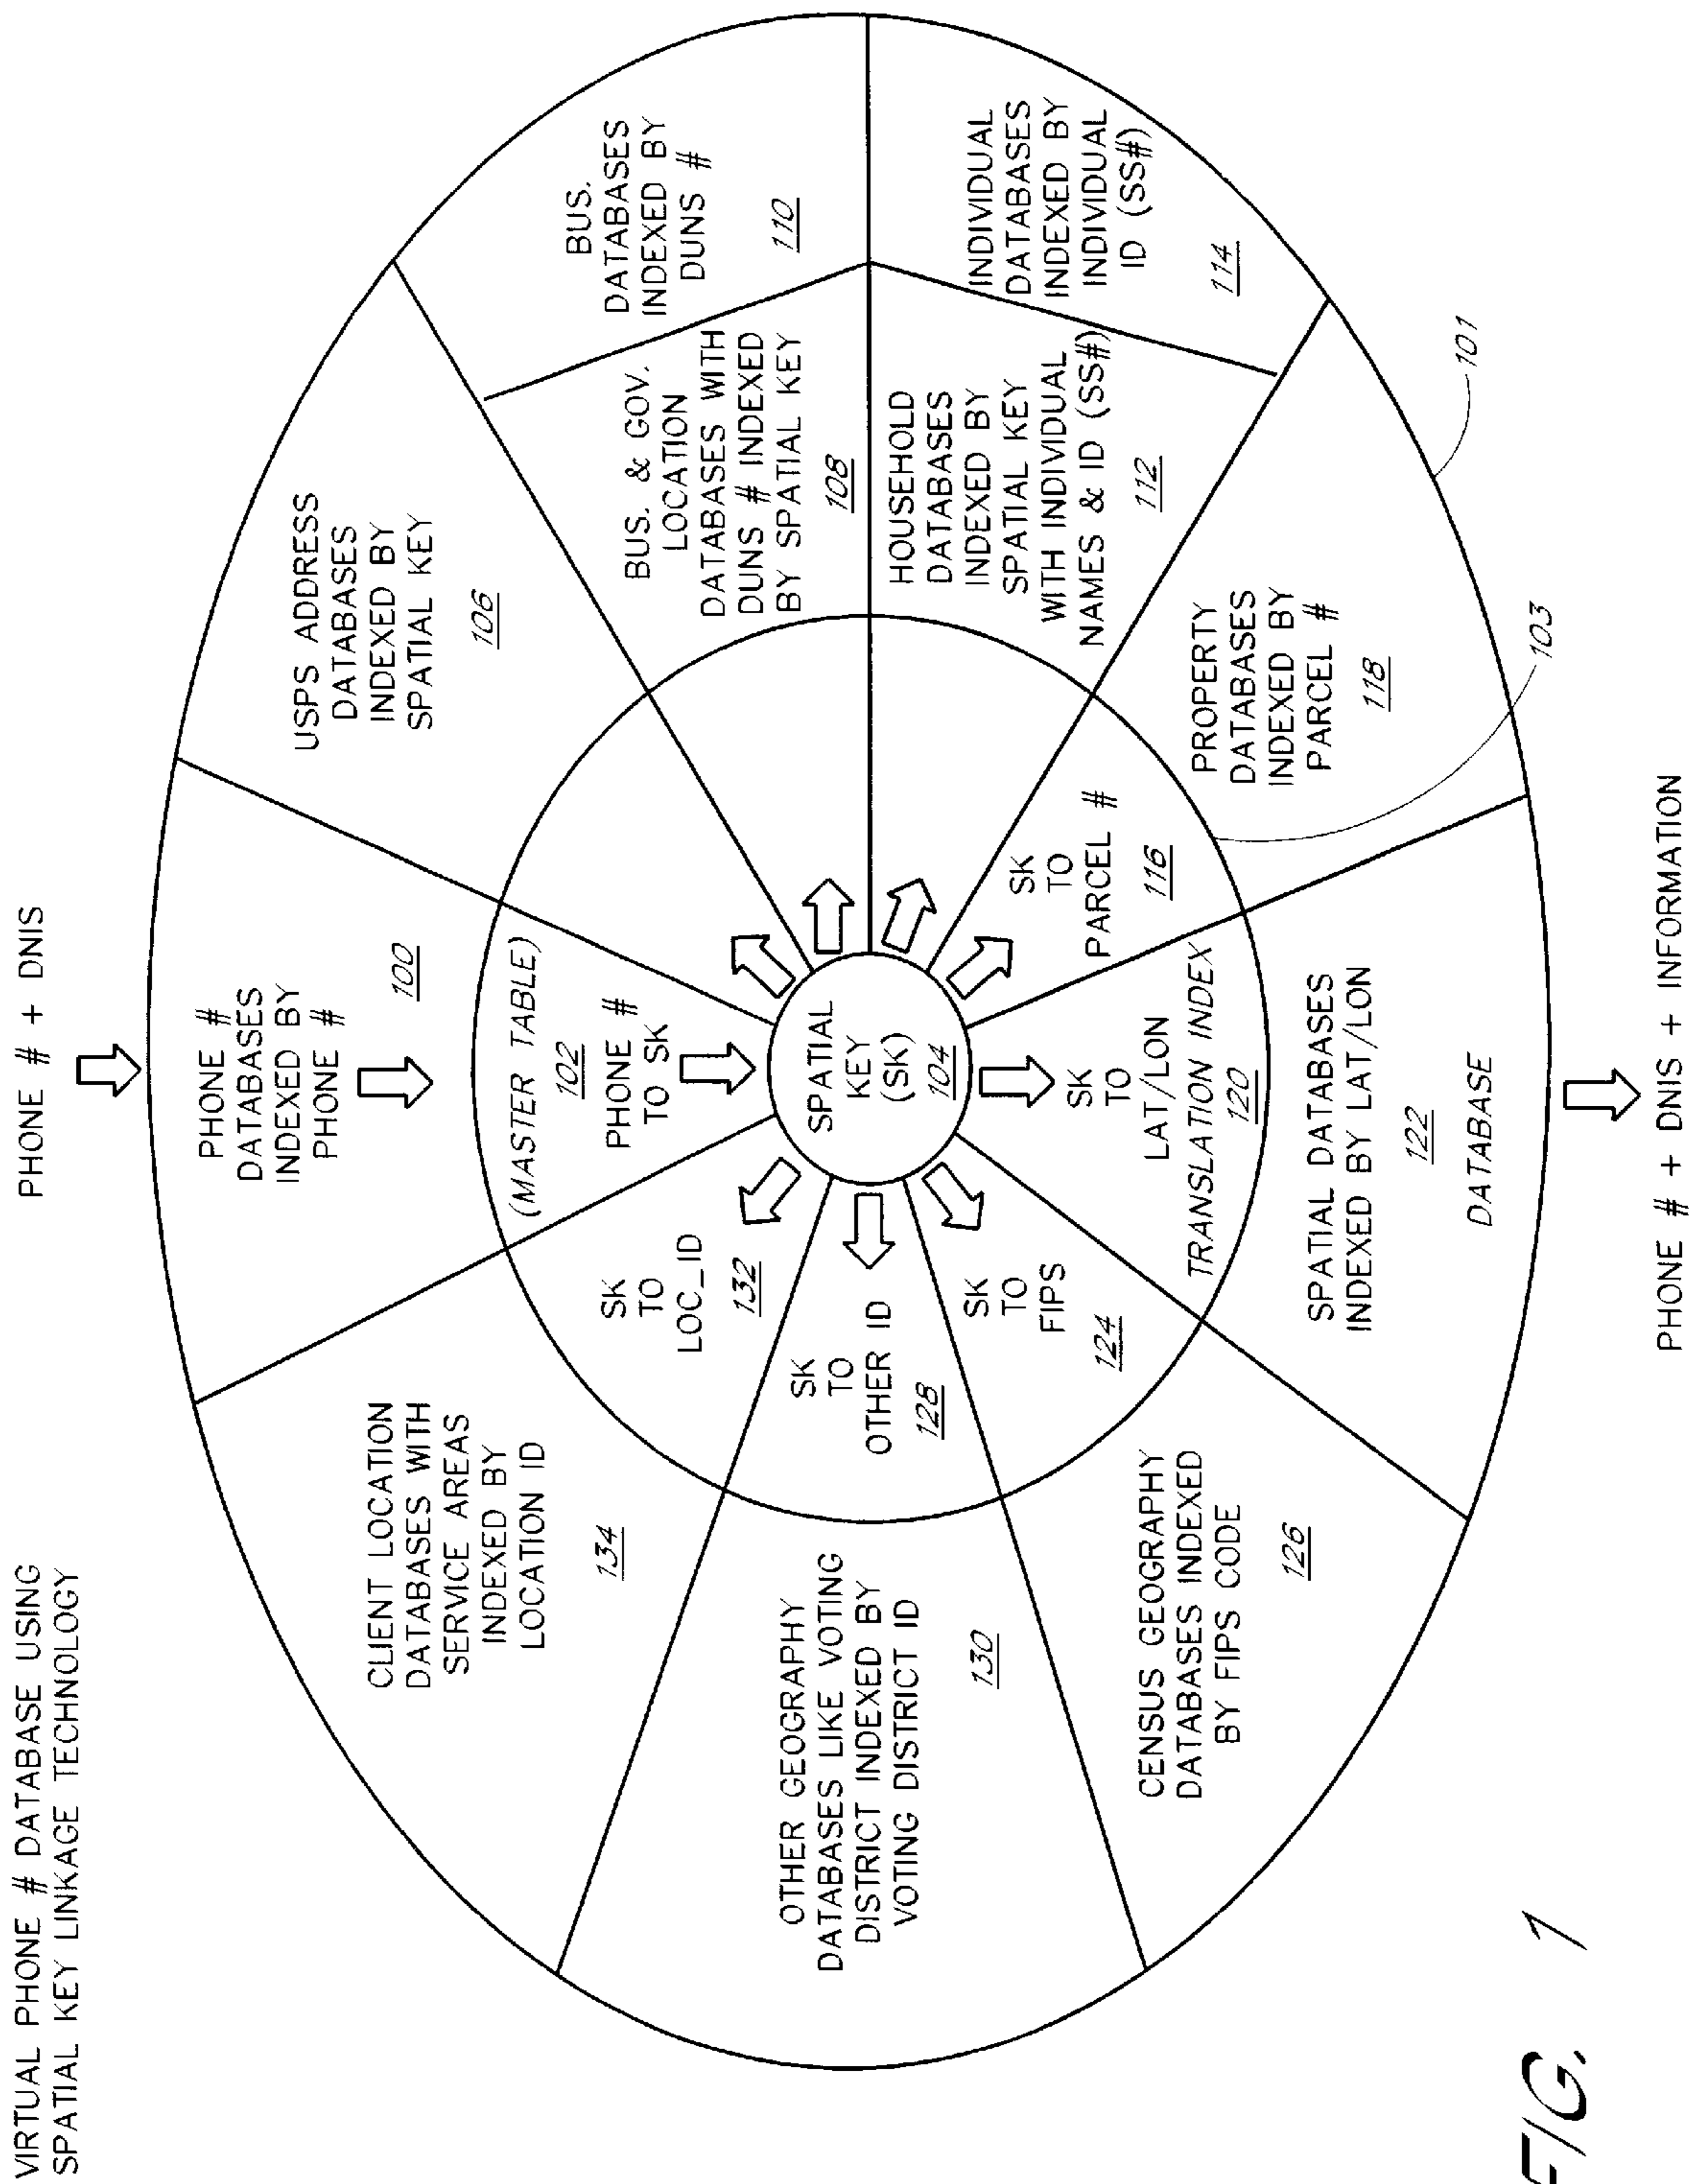 VIRTUAL PHONE # DATABASE USING
SPATIAL KEY LINKAGE TECHNOLOGY
PHONE # + DNIS
PHONE #
DATABASES
INDEXED BY
PHONE #
100
(MASTER TABLE)
102
PHONE #
TO SK
SPATIAL
KEY
(SK)
104
USPS ADDRESS
DATABASES
INDEXED BY
SPATIAL KEY
106
BUS. & GOV.
LOCATION
DATABASES WITH
DUNS # INDEXED
BY SPATIAL KEY
108
BUS.
DATABASES
INDEXED BY
DUNS #
110
HOUSEHOLD
DATABASES
INDEXED BY
SPATIAL KEY
WITH INDIVIDUAL
NAMES & ID (SS#)
112
INDIVIDUAL
DATABASES
INDEXED BY
INDIVIDUAL
ID (SS#)
114
SK
TO
PARCEL #
116
PROPERTY
DATABASES
INDEXED BY
PARCEL #
118
SK
TO
LAT/LON
TRANSLATION INDEX
120
SPATIAL DATABASES
INDEXED BY LAT/LON
122
DATABASE
SK
TO
FIPS
124
CENSUS GEOGRAPHY
DATABASES INDEXED
BY FIPS CODE
126
SK
TO
OTHER ID
128
OTHER GEOGRAPHY
DATABASES LIKE VOTING
DISTRICT INDEXED BY
VOTING DISTRICT ID
130
SK
TO
LOC_ID
132
CLIENT LOCATION
DATABASES WITH
SERVICE AREAS
INDEXED BY
LOCATION ID
134
101
103
PHONE # + DNIS + INFORMATION
FIG. 1